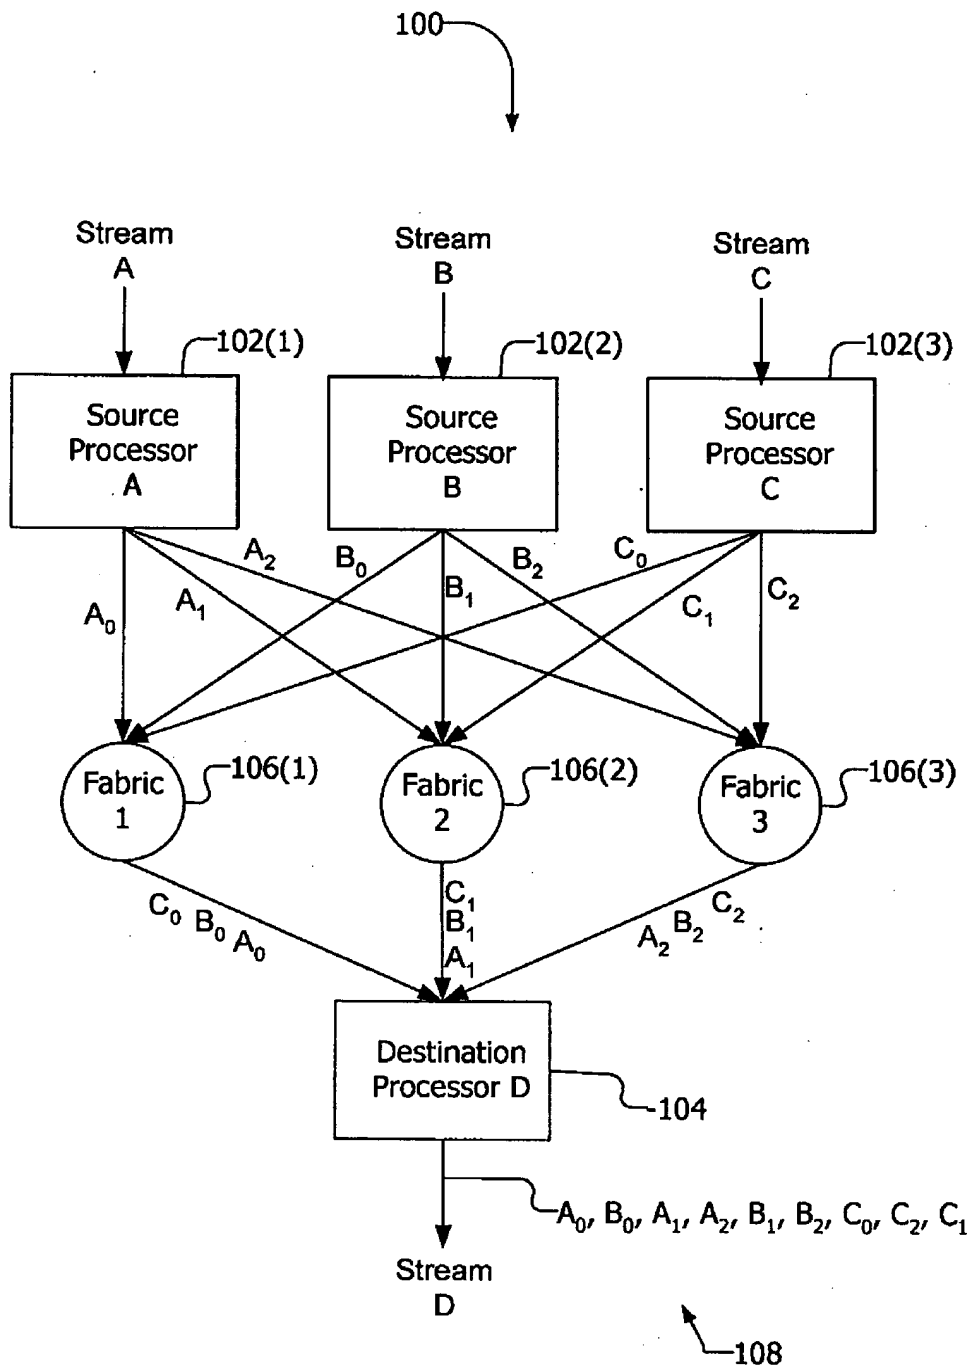 100
Stream
A
Stream
B
Stream
C
102(1)
102(2)
102(3)
Source
Processor
A
Source
Processor
B
Source
Processor
C
A₂
B₀
B₂
C₀
A₀
A₁
B₁
C₁
C₂
Fabric
1
106(1)
Fabric
2
106(2)
Fabric
3
106(3)
C₀ B₀ A₀
C₁
B₁
A₁
A₂ B₂ C₂
Destination
Processor D
104
A₀, B₀, A₁, A₂, B₁, B₂, C₀, C₂, C₁
Stream
D
108